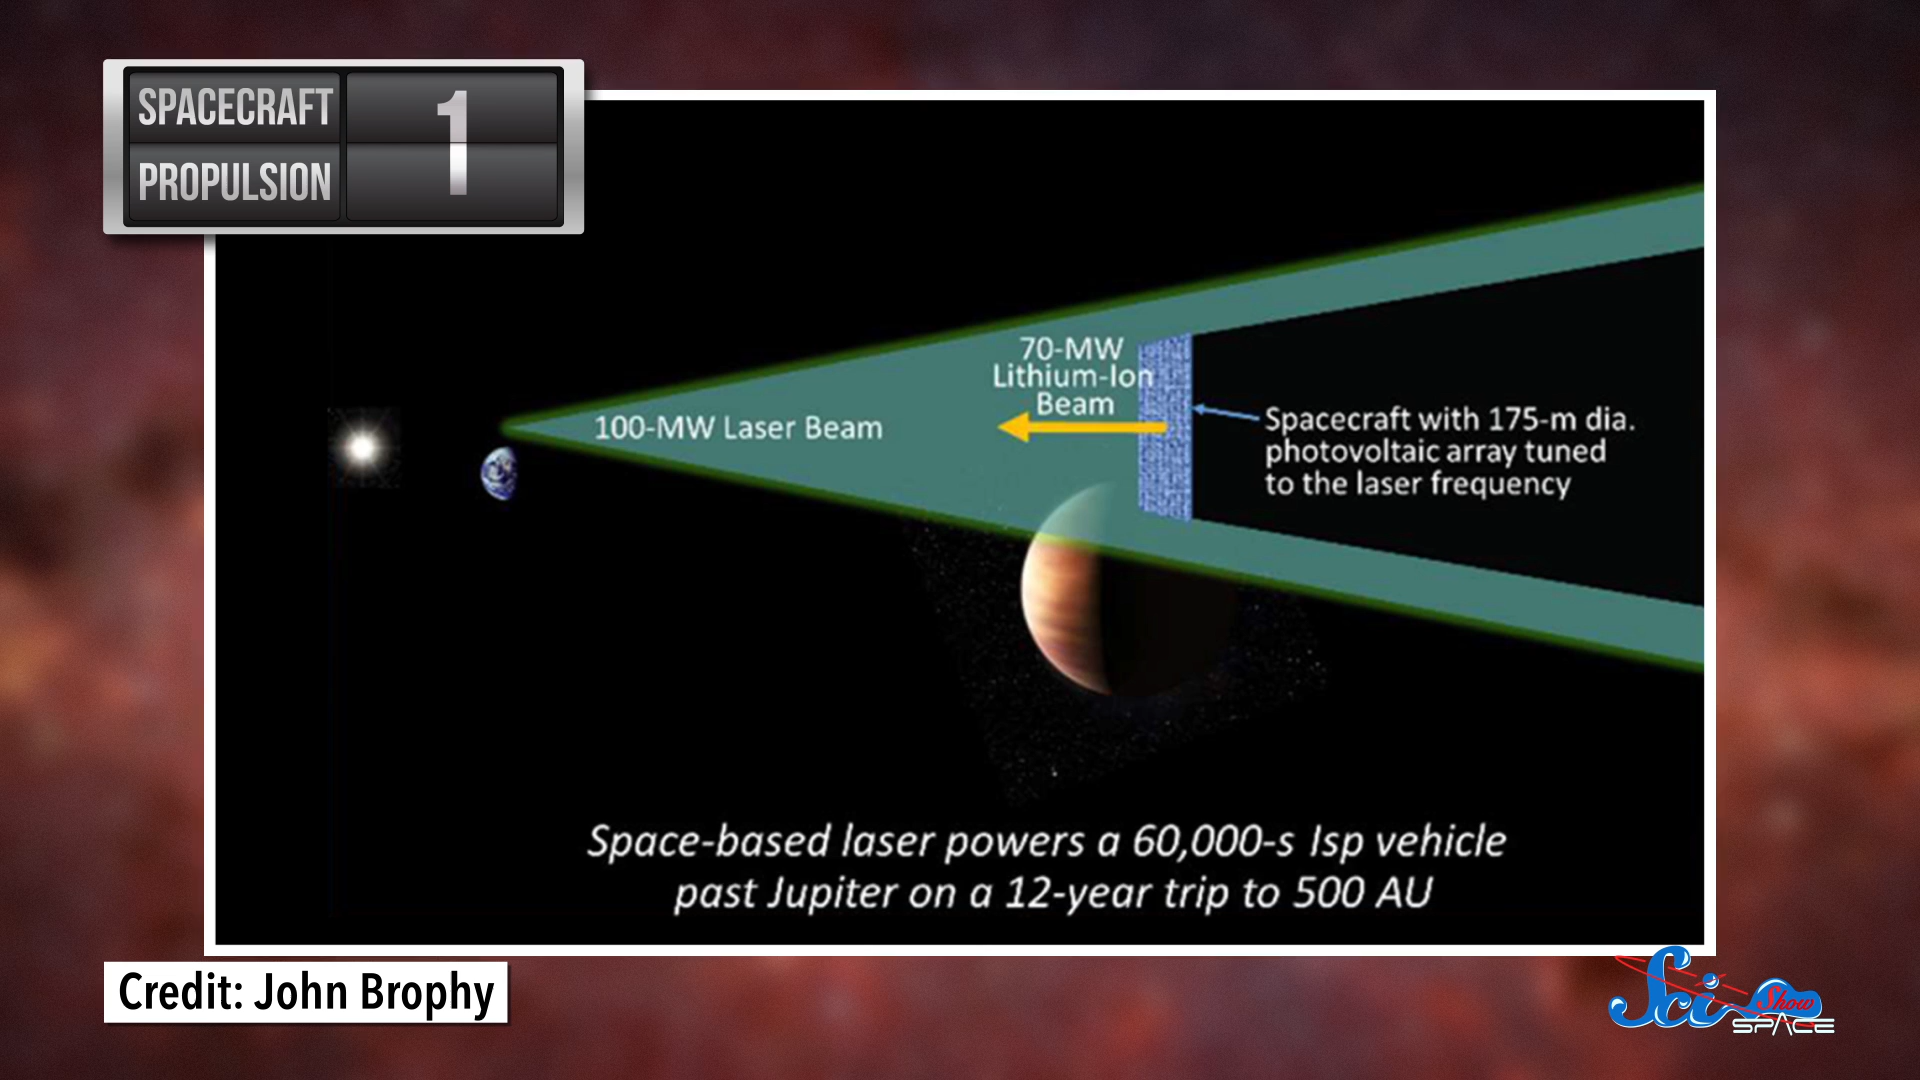 SPACECRAFT
PROPULSION
1
70-MW
Lithium-Ion
Beam
100-MW Laser Beam
Spacecraft with 175-m dia.
photovoltaic array tuned
to the laser frequency
Space-based laser powers a 60,000-s Isp vehicle
past Jupiter on a 12-year trip to 500 AU
Credit: John Brophy
Sci Show
SPACE